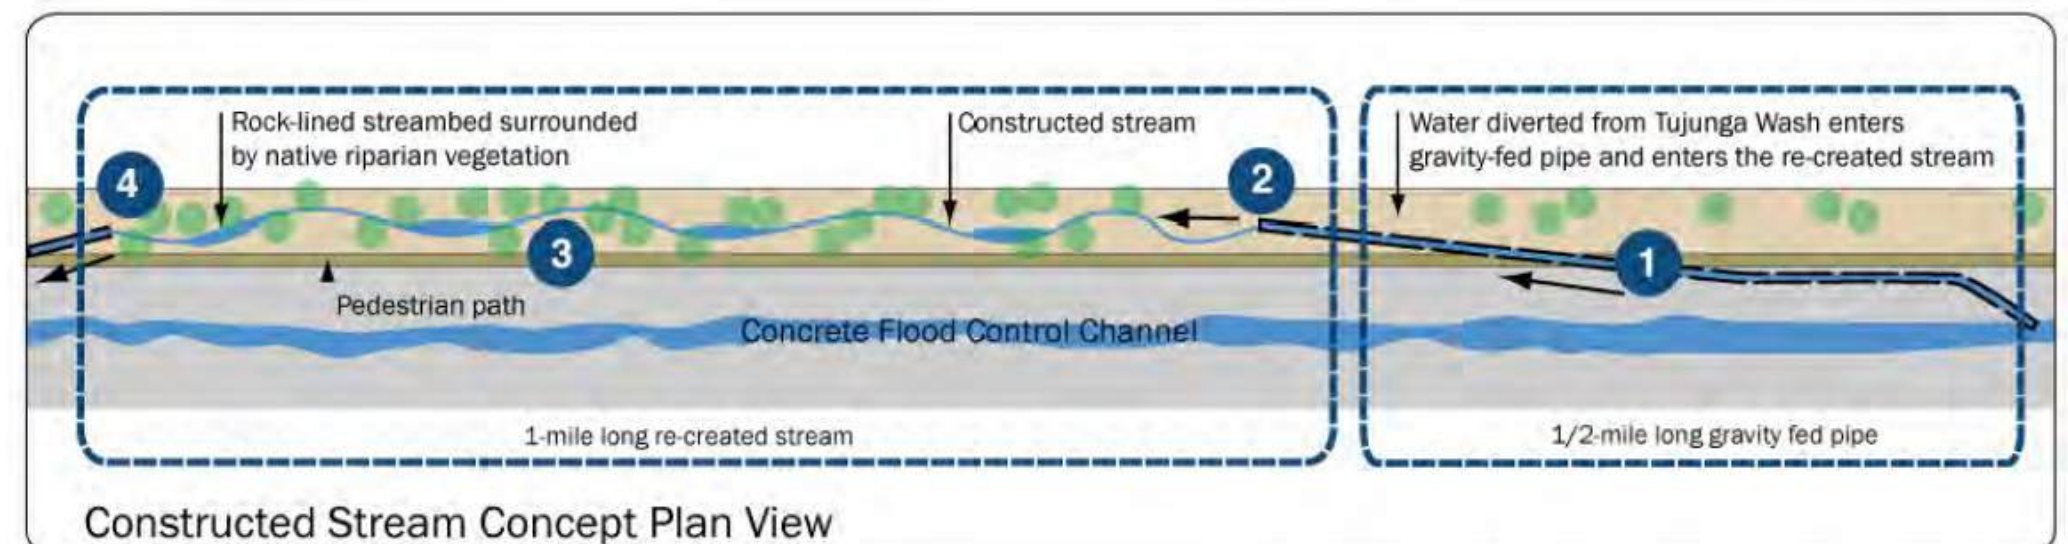 Rock-lined streambed surrounded
by native riparian vegetation
Constructed stream
Water diverted from Tujunga Wash enters
gravity-fed pipe and enters the re-created stream
4
2
3
1
Pedestrian path
Concrete Flood Control Channel
1-mile long re-created stream
1/2-mile long gravity fed pipe
Constructed Stream Concept Plan View